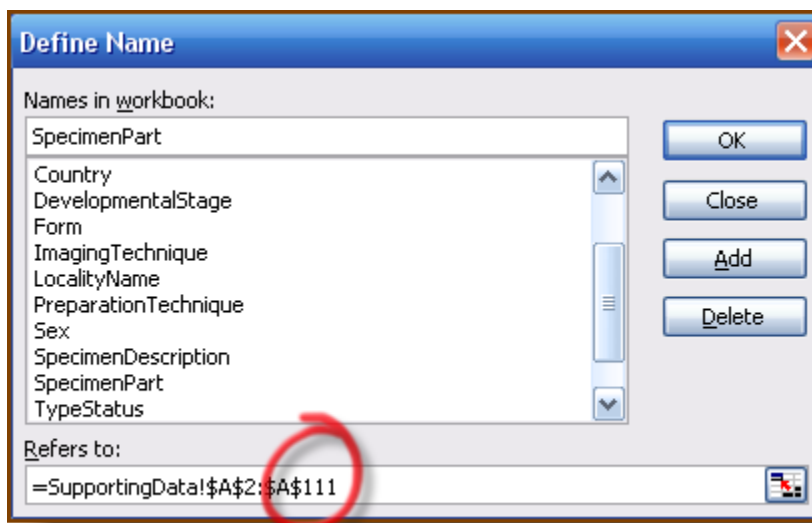 Define Name
Names in workbook:
SpecimenPart
OK
Country
DevelopmentalStage
Close
Form
ImagingTechnique
Add
LocalityName
PreparationTechnique
Delete
Sex
SpecimenDescription
SpecimenPart
TypeStatus
Refers to:
=SupportingData!$A$2:$A$111